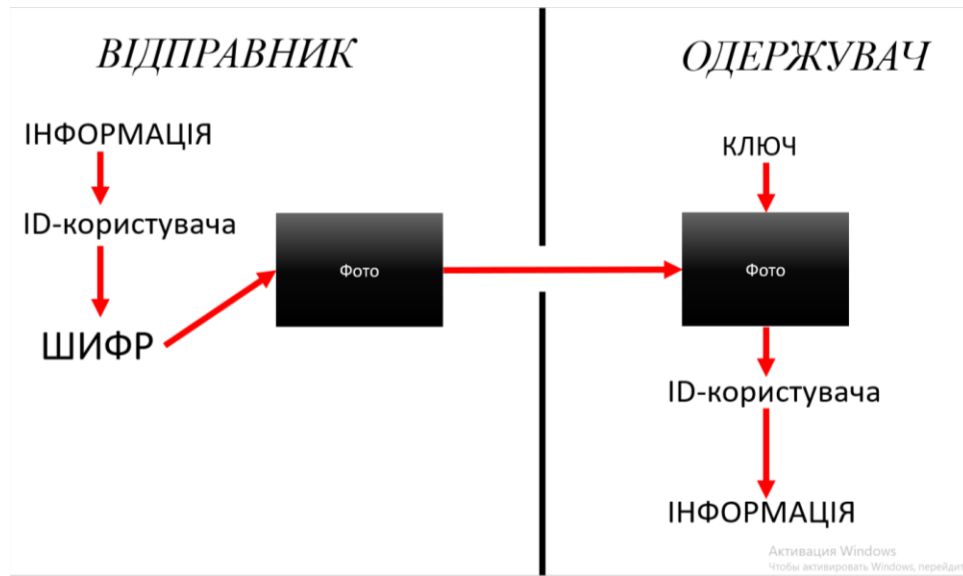 ВІДПРАВНИК
ІНФОРМАЦІЯ
ID-користувача
ШИФР
Фото
ОДЕРЖУВАЧ
КЛЮЧ
Фото
ID-користувача
ІНФОРМАЦІЯ
Активация Windows
Чтобы активировать Windows, перейдит